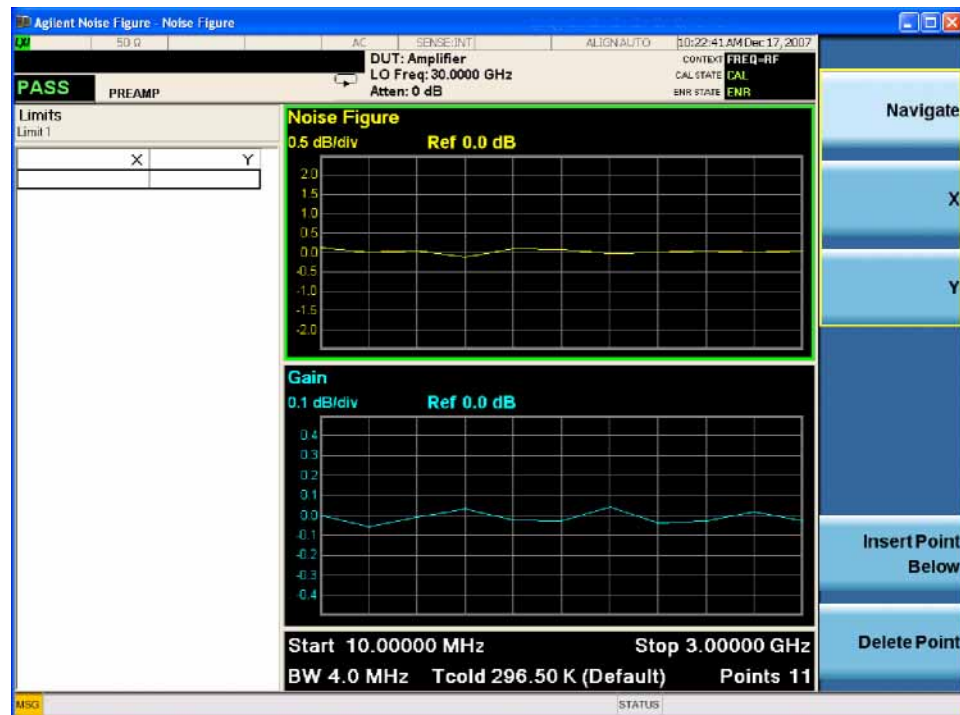 Agilent Noise Figure - Noise Figure
50 Ω AC SENSE:INT ALIGNAUTO 10:22:41 AM Dec 17, 2007
DUT: Amplifier CONTEXT FREQ=RF
LO Freq: 30.0000 GHz CAL STATE CAL
Atten: 0 dB ENR STATE ENR
PASS PREAMP
Limits
Limit 1
X Y
Noise Figure
0.5 dB/div Ref 0.0 dB
2.0
1.5
1.0
0.5
0.0
-0.5
-1.0
-1.5
-2.0
Gain
0.1 dB/div Ref 0.0 dB
0.4
0.3
0.2
0.1
0.0
-0.1
-0.2
-0.3
-0.4
Start 10.00000 MHz Stop 3.00000 GHz
BW 4.0 MHz Tcold 296.50 K (Default) Points 11
Navigate
X
Y
Insert Point
Below
Delete Point
MSG STATUS